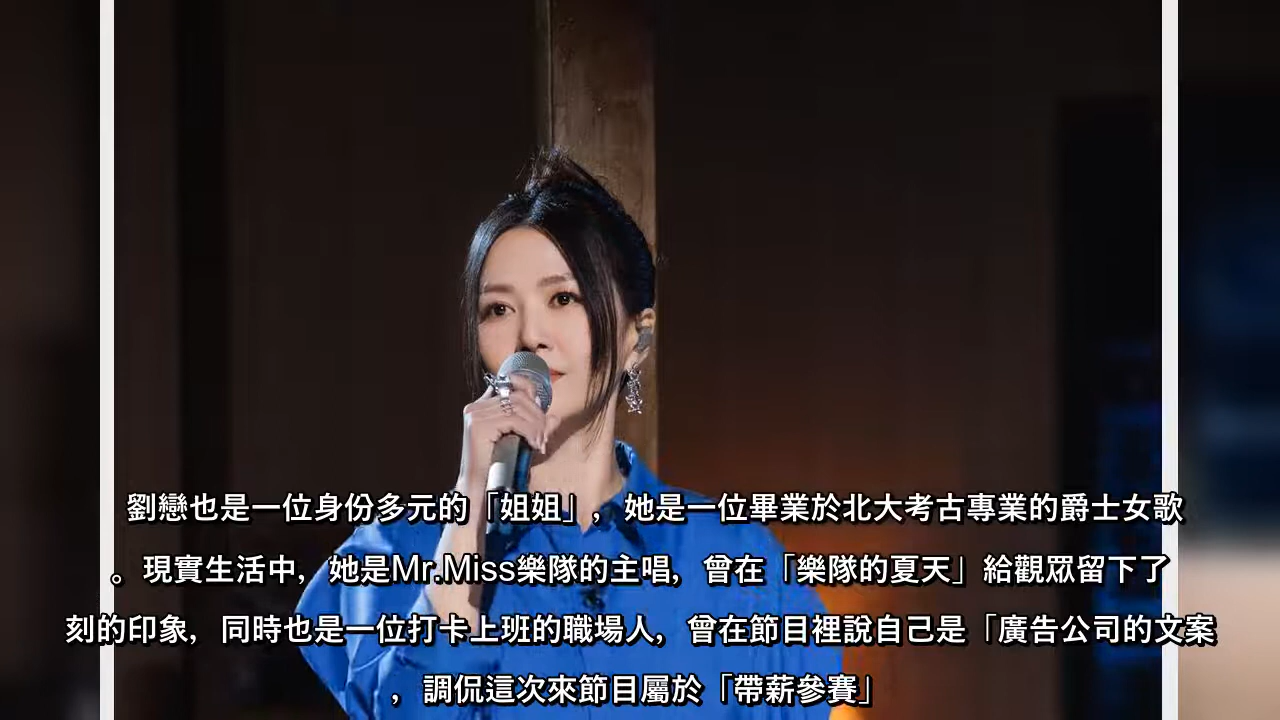 劉戀也是一位身份多元的「姐姐」，她是一位畢業於北大考古專業的爵士女歌
。現實生活中，她是Mr.Miss樂隊的主唱，曾在「樂隊的夏天」給觀眾留下了
刻的印象，同時也是一位打卡上班的職場人，曾在節目裡說自己是「廣告公司的文案
，調侃這次來節目屬於「帶薪參賽」